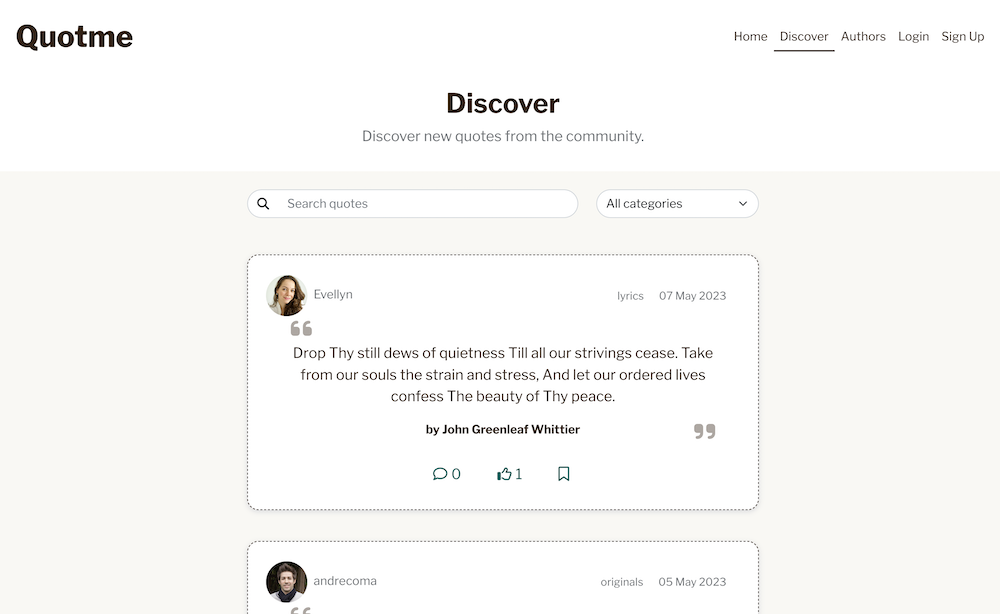 Quotme
Home Discover Authors Login Sign Up
Discover
Discover new quotes from the community.
Search quotes
All categories
Evellyn
lyrics 07 May 2023
“
Drop Thy still dews of quietness Till all our strivings cease. Take
from our souls the strain and stress, And let our ordered lives
confess The beauty of Thy peace.
by John Greenleaf Whittier
”
0 1
andrecoma
originals 05 May 2023
“